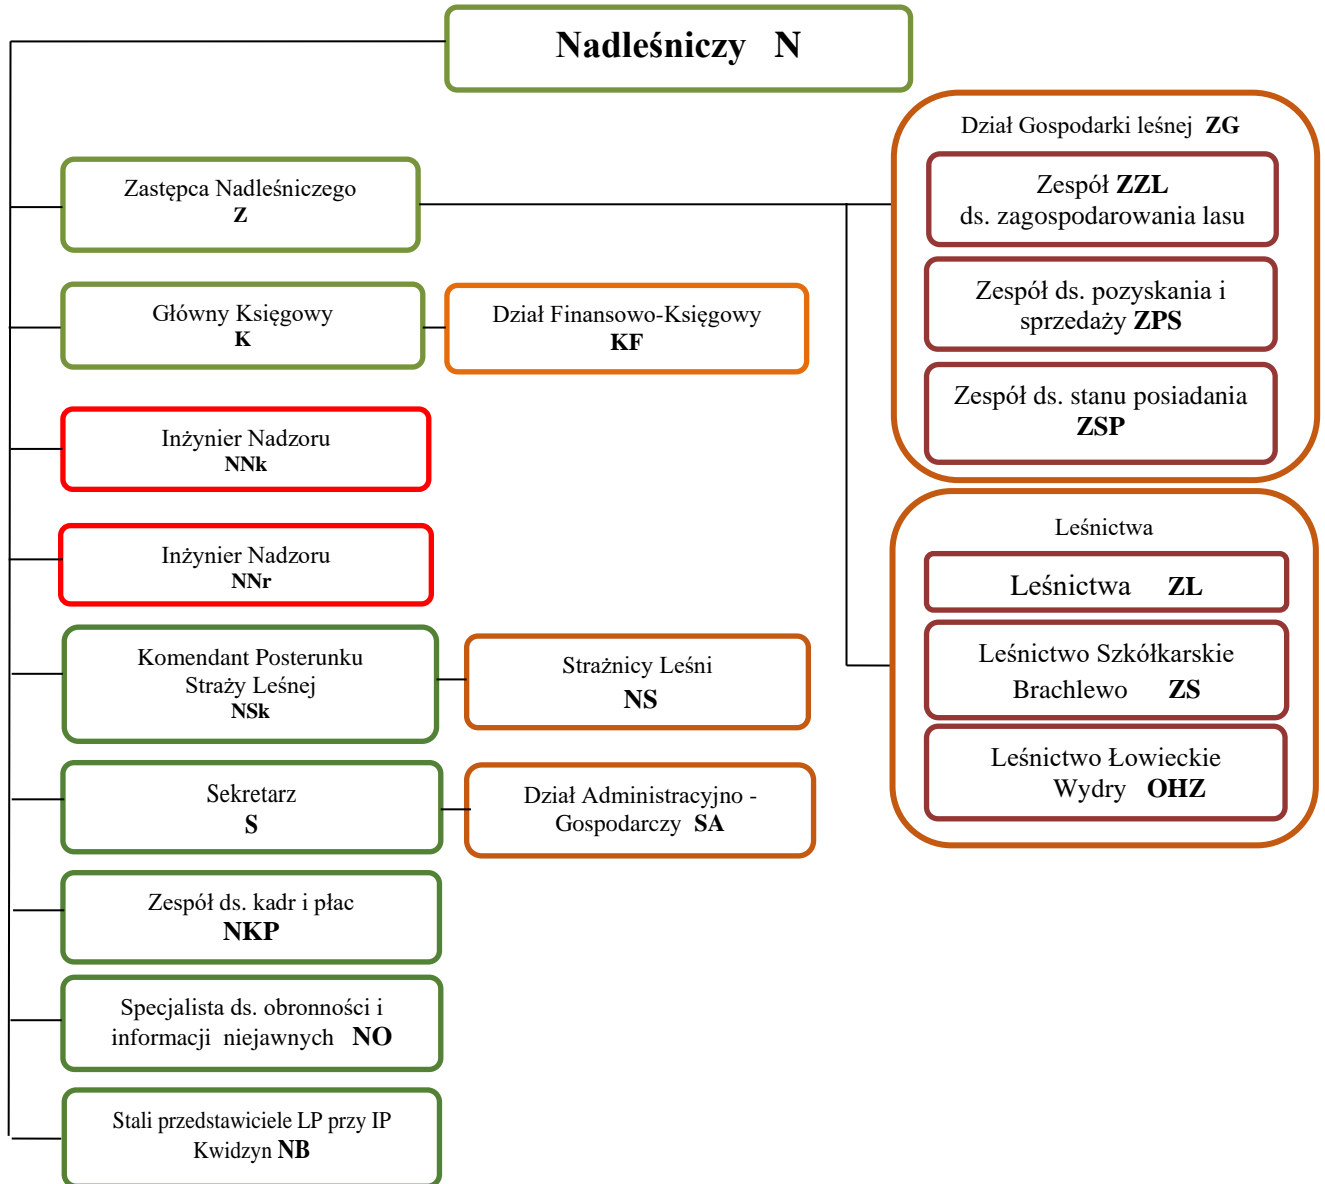 Nadleśniczy N
Zastępca Nadleśniczego
Z
Główny Księgowy
K
Dział Finansowo-Księgowy
KF
Inżynier Nadzoru
NNk
Inżynier Nadzoru
NNr
Komendant Posterunku
Straży Leśnej
NSk
Strażnicy Leśni
NS
Sekretarz
S
Dział Administracyjno -
Gospodarczy SA
Zespół ds. kadr i płac
NKP
Specjalista ds. obronności i
informacji niejawnych NO
Stali przedstawiciele LP przy IP
Kwidzyn NB
Dział Gospodarki leśnej ZG
Zespół ZZL
ds. zagospodarowania lasu
Zespół ds. pozyskania i
sprzedaży ZPS
Zespół ds. stanu posiadania
ZSP
Leśnictwa
Leśnictwa ZL
Leśnictwo Szkółkarskie
Brachlewo ZS
Leśnictwo Łowieckie
Wydry OHZ